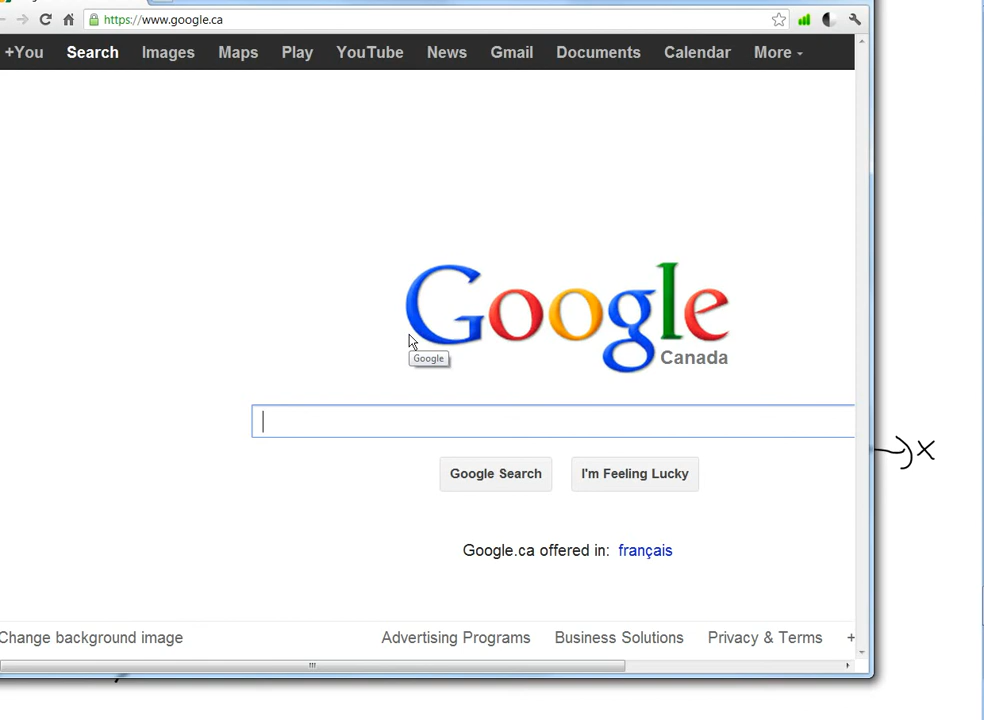 https://www.google.ca
+You Search Images Maps Play YouTube News Gmail Documents Calendar More
Google
Canada
Google
Google Search I'm Feeling Lucky
x
Google.ca offered in: français
Change background image Advertising Programs Business Solutions Privacy & Terms +